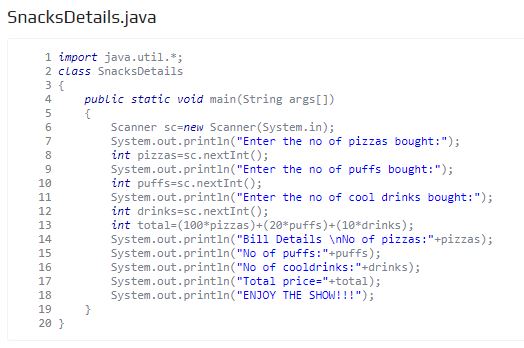 SnacksDetails.java
1 import java.util.*;
2 class SnacksDetails
3 {
4     public static void main(String args[])
5     {
6         Scanner sc=new Scanner(System.in);
7         System.out.println("Enter the no of pizzas bought:");
8         int pizzas=sc.nextInt();
9         System.out.println("Enter the no of puffs bought:");
10         int puffs=sc.nextInt();
11         System.out.println("Enter the no of cool drinks bought:");
12         int drinks=sc.nextInt();
13         int total=(100*pizzas)+(20*puffs)+(10*drinks);
14         System.out.println("Bill Details \nNo of pizzas:"+pizzas);
15         System.out.println("No of puffs:"+puffs);
16         System.out.println("No of cooldrinks:"+drinks);
17         System.out.println("Total price="+total);
18         System.out.println("ENJOY THE SHOW!!!");
19     }
20 }